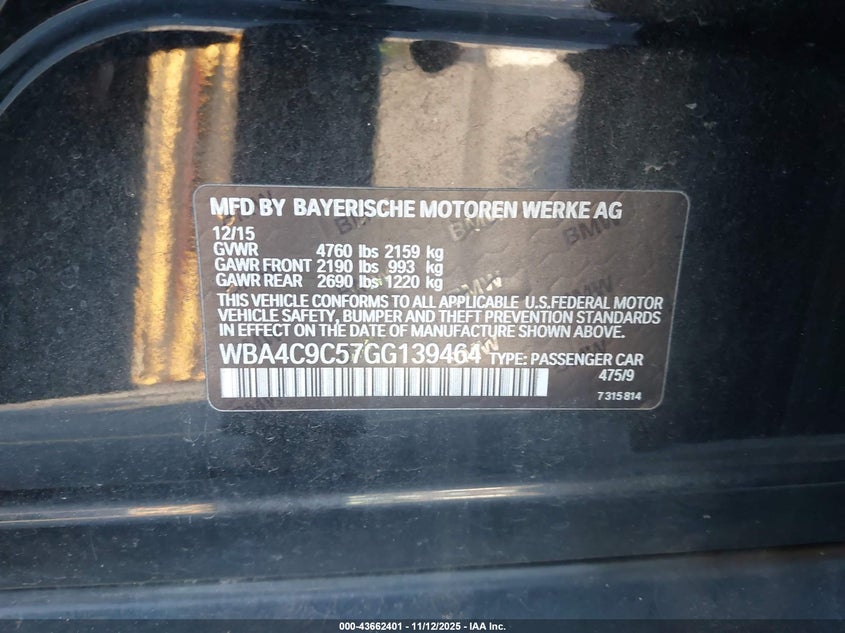 MFD BY BAYERISCHE MOTOREN WERKE AG
12/15
GVWR 4760 lbs 2159 kg
GAWR FRONT 2190 lbs 993 kg
GAWR REAR 2690 lbs 1220 kg
THIS VEHICLE CONFORMS TO ALL APPLICABLE U.S.FEDERAL MOTOR
VEHICLE SAFETY, BUMPER AND THEFT PREVENTION STANDARDS
IN EFFECT ON THE DATE OF MANUFACTURE SHOWN ABOVE.
WBA4C9C57GG139464 TYPE: PASSENGER CAR
475/9
7 315 814
000-43662401 - 11/12/2025 - IAA Inc.